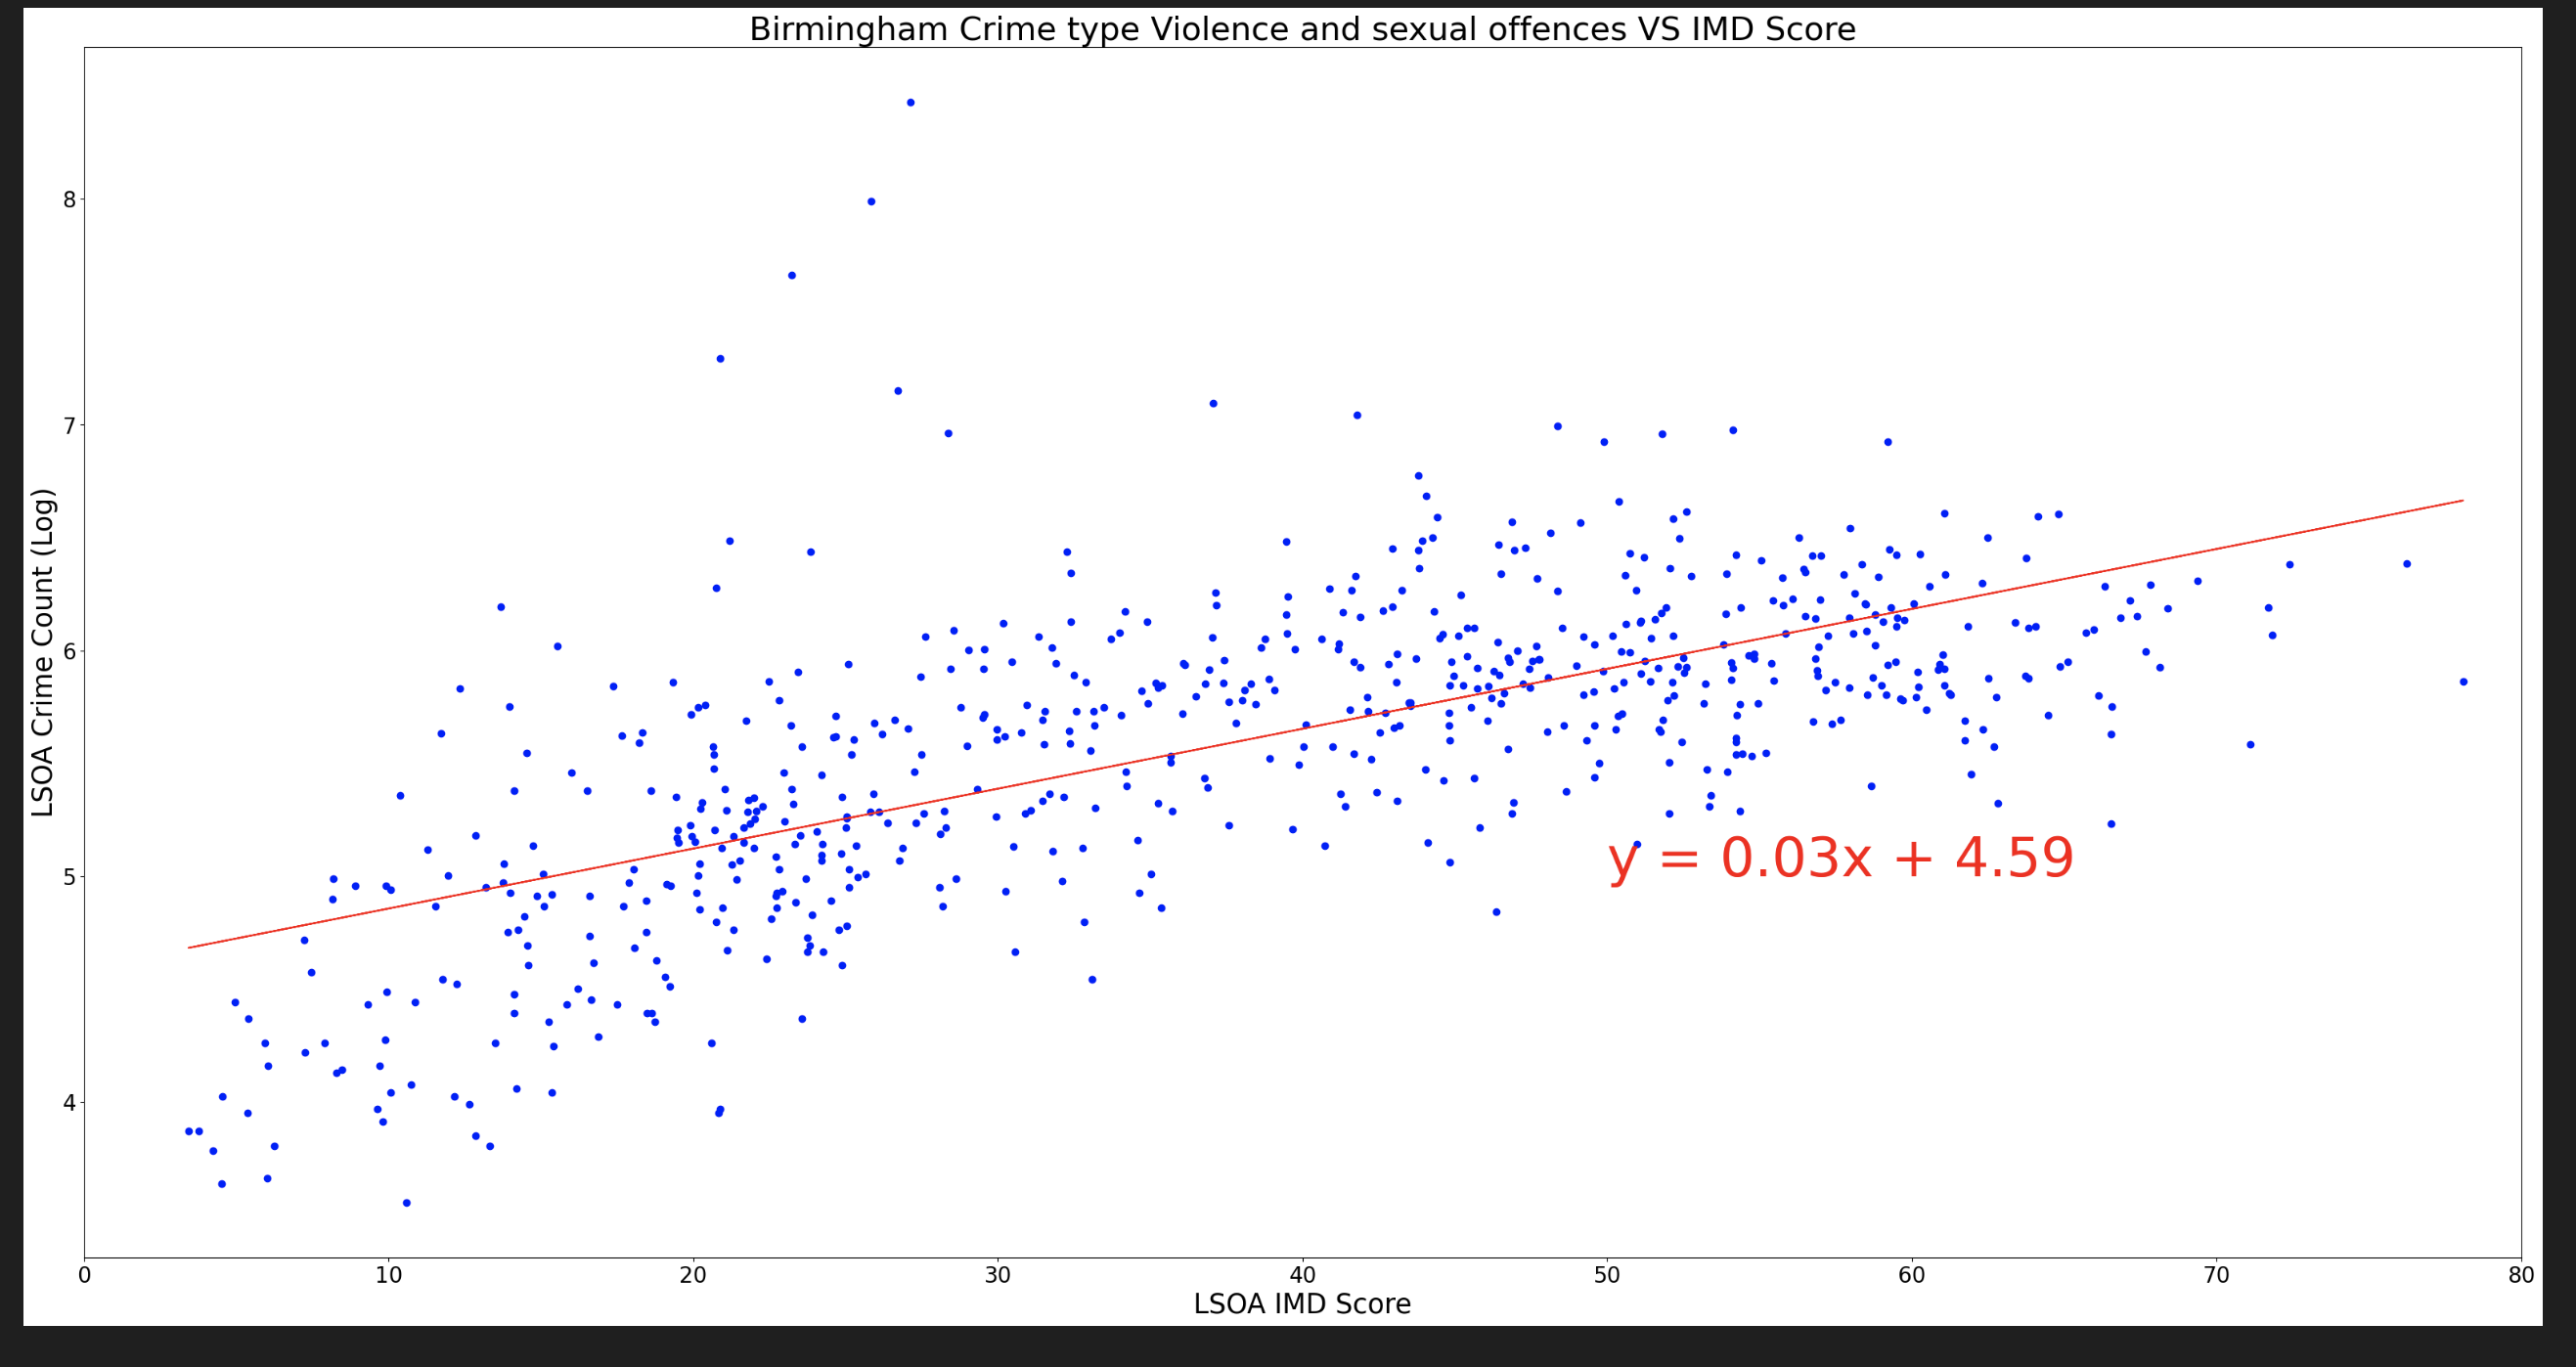 Birmingham Crime type Violence and sexual offences VS IMD Score
8
7
6
5
4
LSOA Crime Count (Log)
y = 0.03x + 4.59
0 10 20 30 40 50 60 70 80
LSOA IMD Score